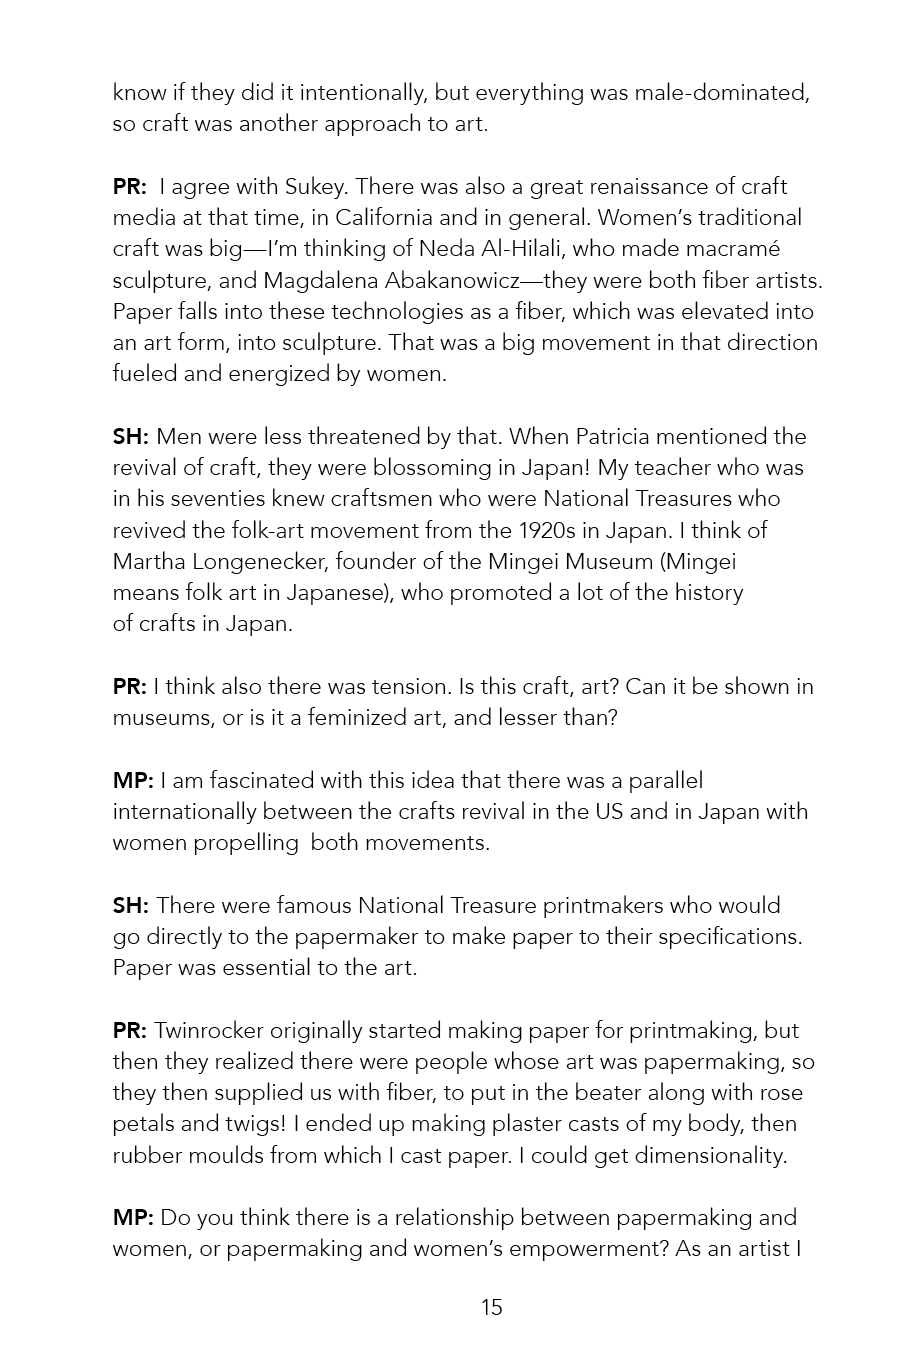 know if they did it intentionally, but everything was male-dominated,
so craft was another approach to art.
PR:  I agree with Sukey. There was also a great renaissance of craft
media at that time, in California and in general. Women’s traditional
craft was big—I’m thinking of Neda Al-Hilali, who made macramé
sculpture, and Magdalena Abakanowicz—they were both fiber artists.
Paper falls into these technologies as a fiber, which was elevated into
an art form, into sculpture. That was a big movement in that direction
fueled and energized by women.
SH: Men were less threatened by that. When Patricia mentioned the
revival of craft, they were blossoming in Japan! My teacher who was
in his seventies knew craftsmen who were National Treasures who
revived the folk-art movement from the 1920s in Japan. I think of
Martha Longenecker, founder of the Mingei Museum (Mingei
means folk art in Japanese), who promoted a lot of the history
of crafts in Japan.
PR: I think also there was tension. Is this craft, art? Can it be shown in
museums, or is it a feminized art, and lesser than?
MP: I am fascinated with this idea that there was a parallel
internationally between the crafts revival in the US and in Japan with
women propelling  both movements.
SH: There were famous National Treasure printmakers who would
go directly to the papermaker to make paper to their specifications.
Paper was essential to the art.
PR: Twinrocker originally started making paper for printmaking, but
then they realized there were people whose art was papermaking, so
they then supplied us with fiber, to put in the beater along with rose
petals and twigs! I ended up making plaster casts of my body, then
rubber moulds from which I cast paper. I could get dimensionality.
MP: Do you think there is a relationship between papermaking and
women, or papermaking and women’s empowerment? As an artist I
15